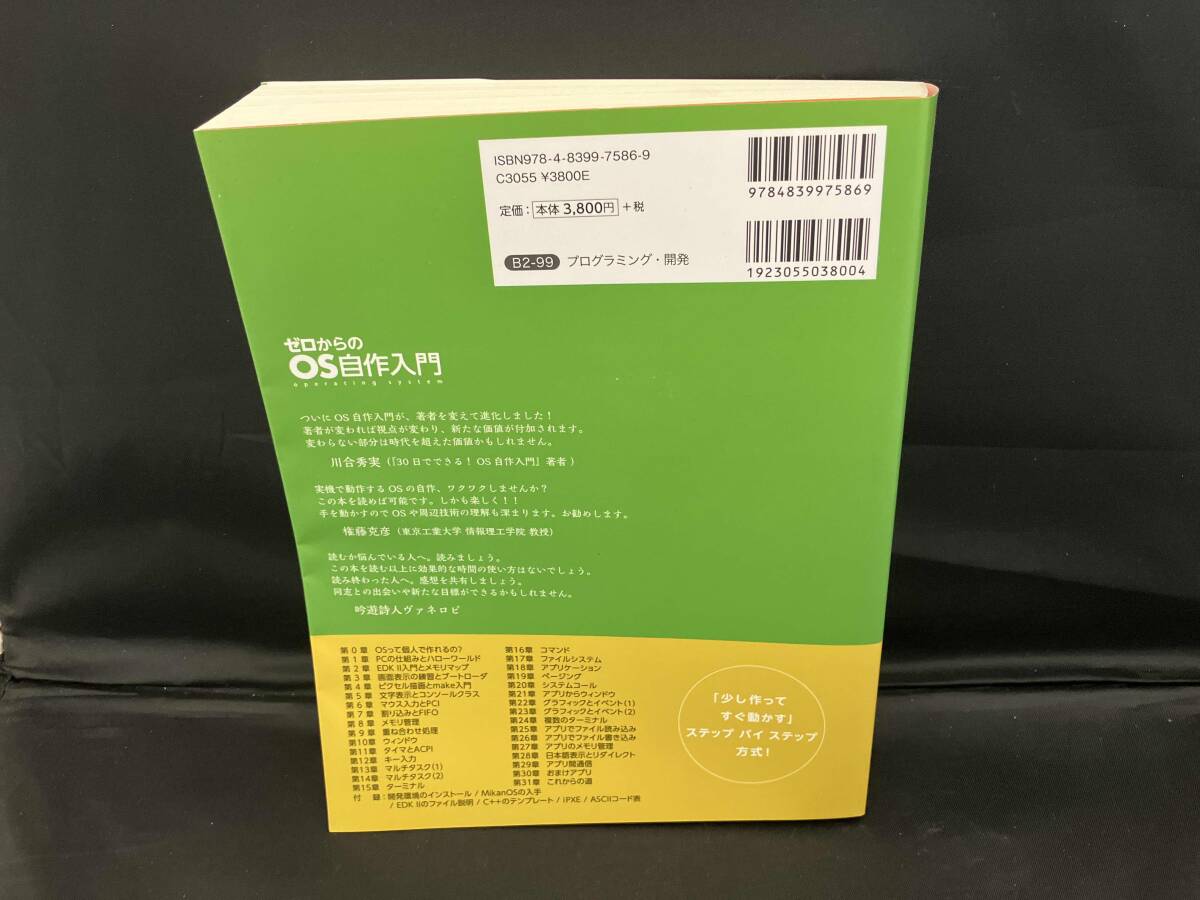 ISBN978-4-8399-7586-9
C3055 ¥3800E
定価：本体 3,800円 +税
B2-99 プログラミング・開発
9784839975869
1923055038004
ゼロからの
OS自作入門
operating system
ついに OS 自作入門が、著者を変えて進化しました！
著者が変われば視点が変わり、新たな価値が付加されます。
変わらない部分は時代を超えた価値かもしれません。
川合秀実（『30日でできる！ OS 自作入門』著者）
実機で動作する OS の自作、ワクワクしませんか？
この本を読めば可能です。しかも楽しく！！
手を動かすので OS や周辺技術の理解も深まります。お勧めします。
権藤克彦（東京工業大学 情報理工学院 教授）
読むか悩んでいる人へ。読みましょう。
この本を読む以上に効果的な時間の使い方はないでしょう。
読み終わった人へ。感想を共有しましょう。
同志との出会いや新たな目標ができるかもしれません。
吟遊詩人ヴァネロピ
第 0 章 OSって個人で作れるの？
第 1 章 PCの仕組みとハローワールド
第 2 章 EDK II入門とメモリマップ
第 3 章 画面表示の練習とブートローダ
第 4 章 ピクセル描画とmake入門
第 5 章 文字表示とコンソールクラス
第 6 章 マウス入力とPCI
第 7 章 割り込みとFIFO
第 8 章 メモリ管理
第 9 章 重ね合わせ処理
第10章 ウィンドウ
第11章 タイマとACPI
第12章 キー入力
第13章 マルチタスク(1)
第14章 マルチタスク(2)
第15章 ターミナル
第16章 コマンド
第17章 ファイルシステム
第18章 アプリケーション
第19章 ページング
第20章 システムコール
第21章 アプリからウィンドウ
第22章 グラフィックとイベント(1)
第23章 グラフィックとイベント(2)
第24章 複数のターミナル
第25章 アプリでファイル読み込み
第26章 アプリでファイル書き込み
第27章 アプリのメモリ管理
第28章 日本語表示とリダイレクト
第29章 アプリ間通信
第30章 おまけアプリ
第31章 これからの道
付 録：開発環境のインストール / MikanOSの入手
/ EDK IIのファイル説明 / C++のテンプレート / iPXE / ASCIIコード表
「少し作って
すぐ動かす」
ステップ バイ ステップ
方式！